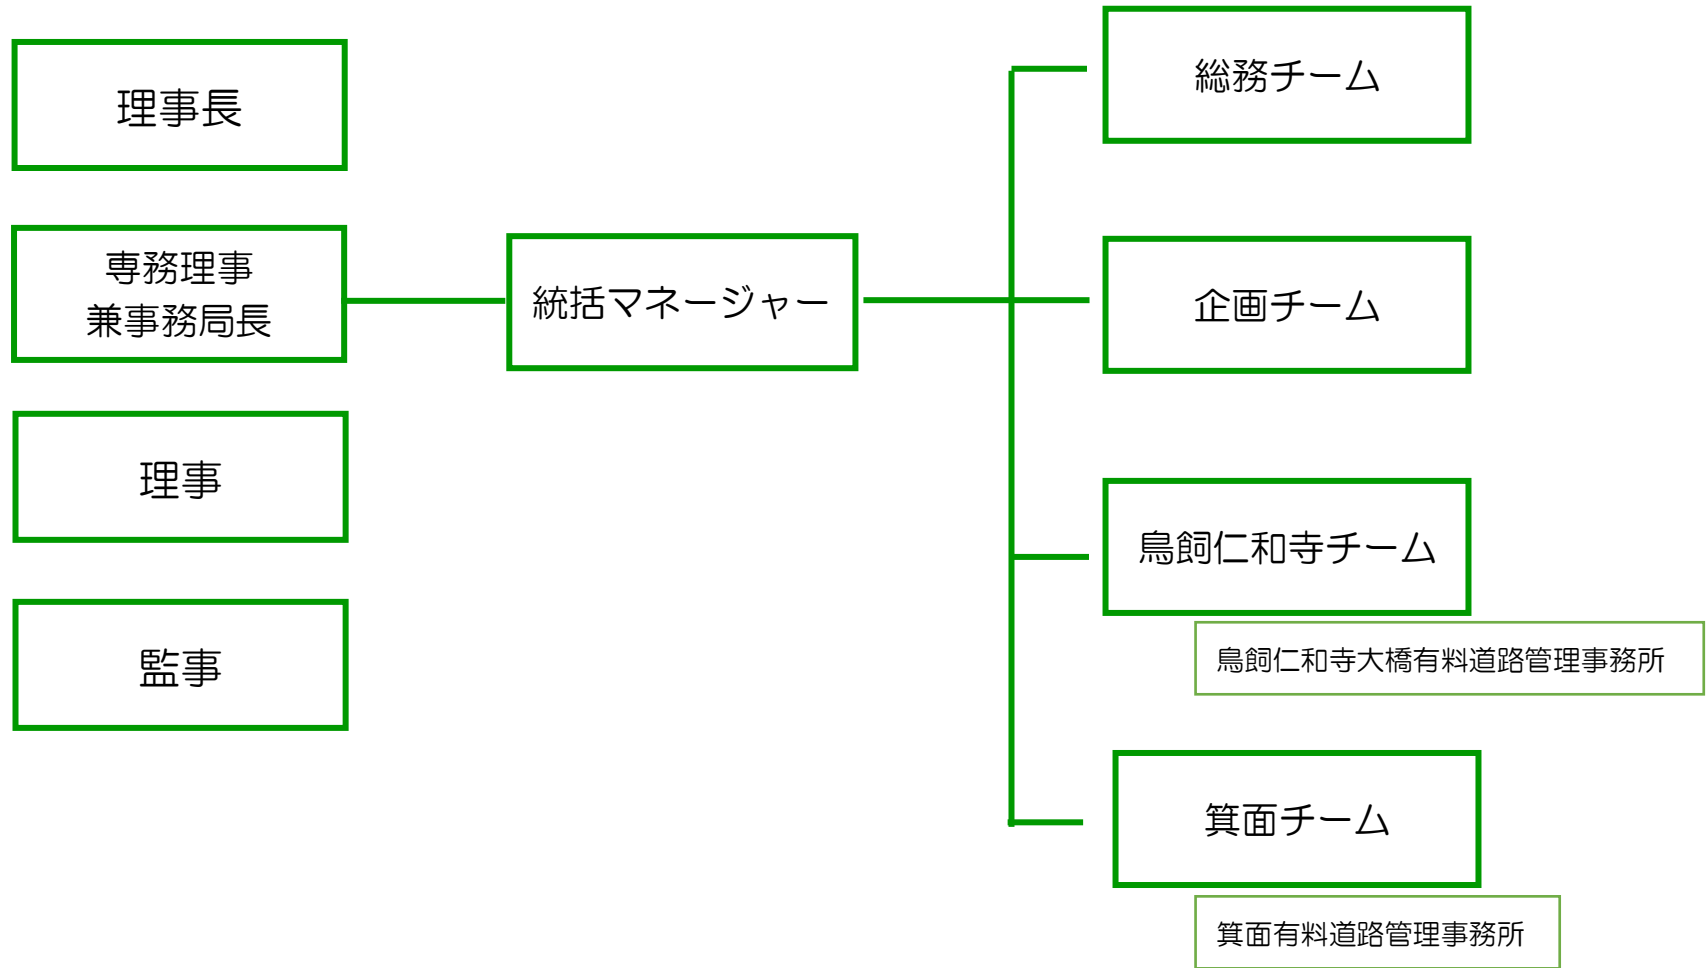 理事長
専務理事
兼事務局長
理事
監事
統括マネージャー
総務チーム
企画チーム
鳥飼仁和寺チーム
鳥飼仁和寺大橋有料道路管理事務所
箕面チーム
箕面有料道路管理事務所